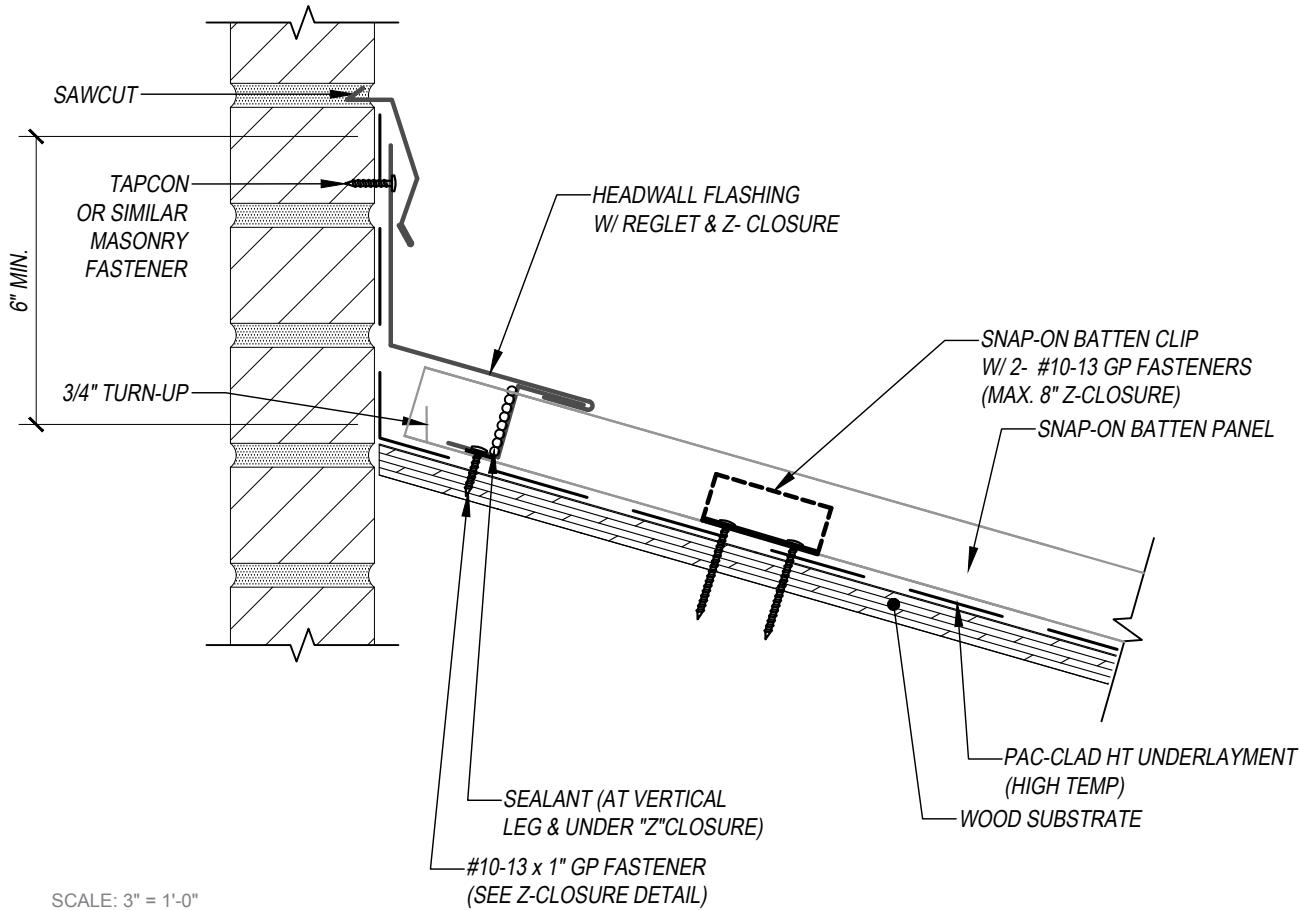 SAWCUT
TAPCON
OR SIMILAR
MASONRY
FASTENER
6" MIN.
3/4" TURN-UP
HEADWALL FLASHING
W/ REGLET & Z- CLOSURE
SNAP-ON BATTEN CLIP
W/ 2- #10-13 GP FASTENERS
(MAX. 8" Z-CLOSURE)
SNAP-ON BATTEN PANEL
PAC-CLAD HT UNDERLAYMENT
(HIGH TEMP)
WOOD SUBSTRATE
SEALANT (AT VERTICAL
LEG & UNDER "Z"CLOSURE)
#10-13 x 1" GP FASTENER
(SEE Z-CLOSURE DETAIL)
SCALE: 3" = 1'-0"